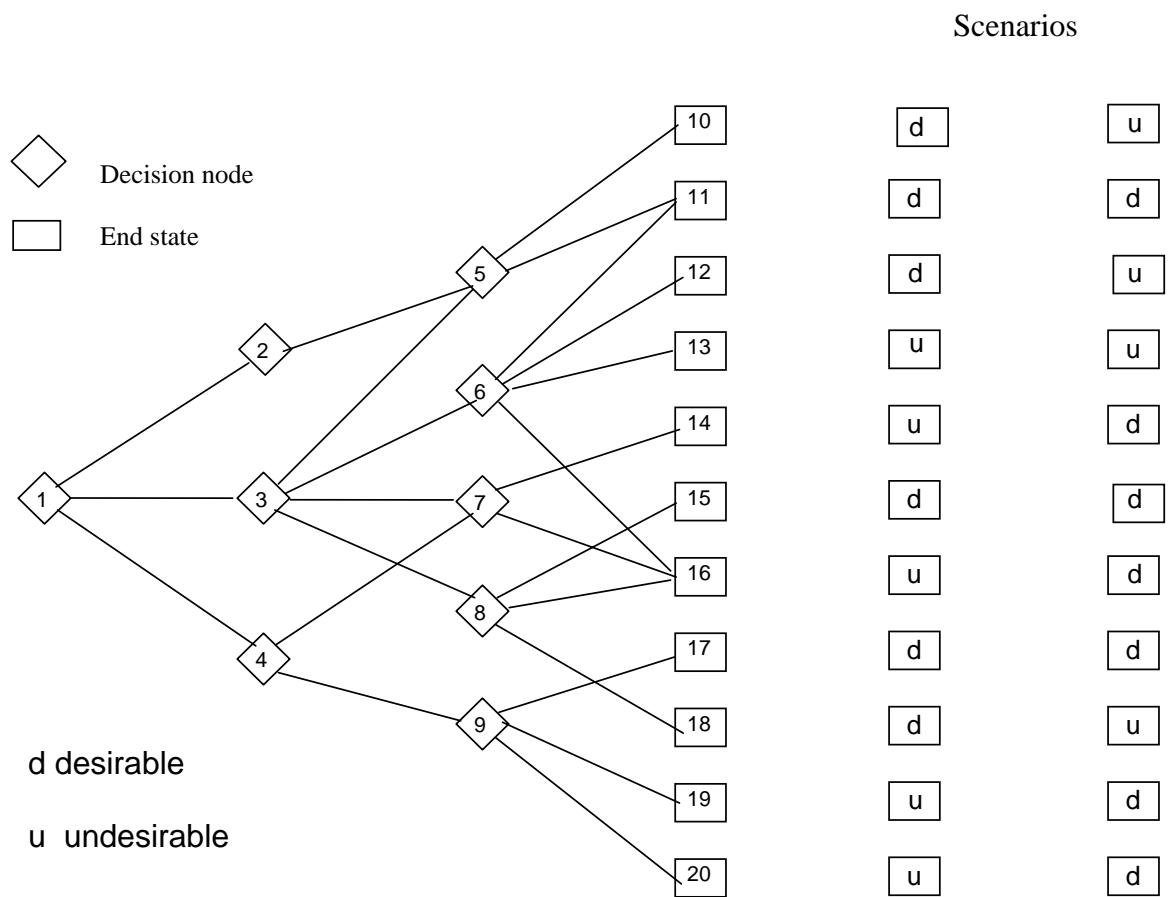 Scenarios
10 d u
Decision node
11 d d
End state
5
12 d u
2
13 u u
6
14 u d
1 3 7
15 d d
16 u d
8
17 d d
4
9
18 d u
d desirable
19 u d
u undesirable
20 u d